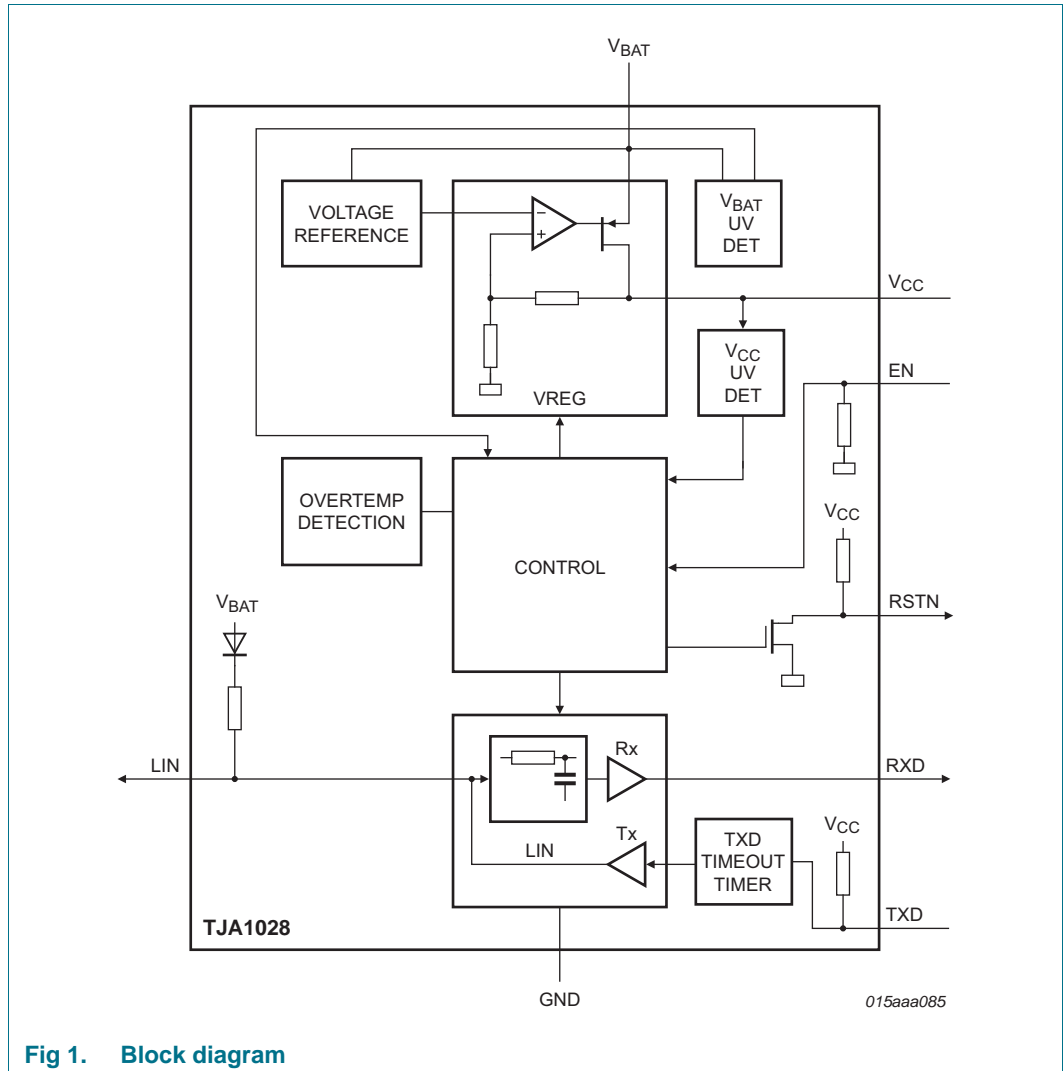 VBAT
VOLTAGE
REFERENCE
−
+
VREG
VBAT
UV
DET
VCC
VCC
UV
DET
EN
OVERTEMP
DETECTION
CONTROL
VCC
RSTN
VBAT
LIN
Rx
RXD
Tx
LIN
TXD
TIMEOUT
TIMER
VCC
TXD
TJA1028
GND
015aaa085
Fig 1. Block diagram